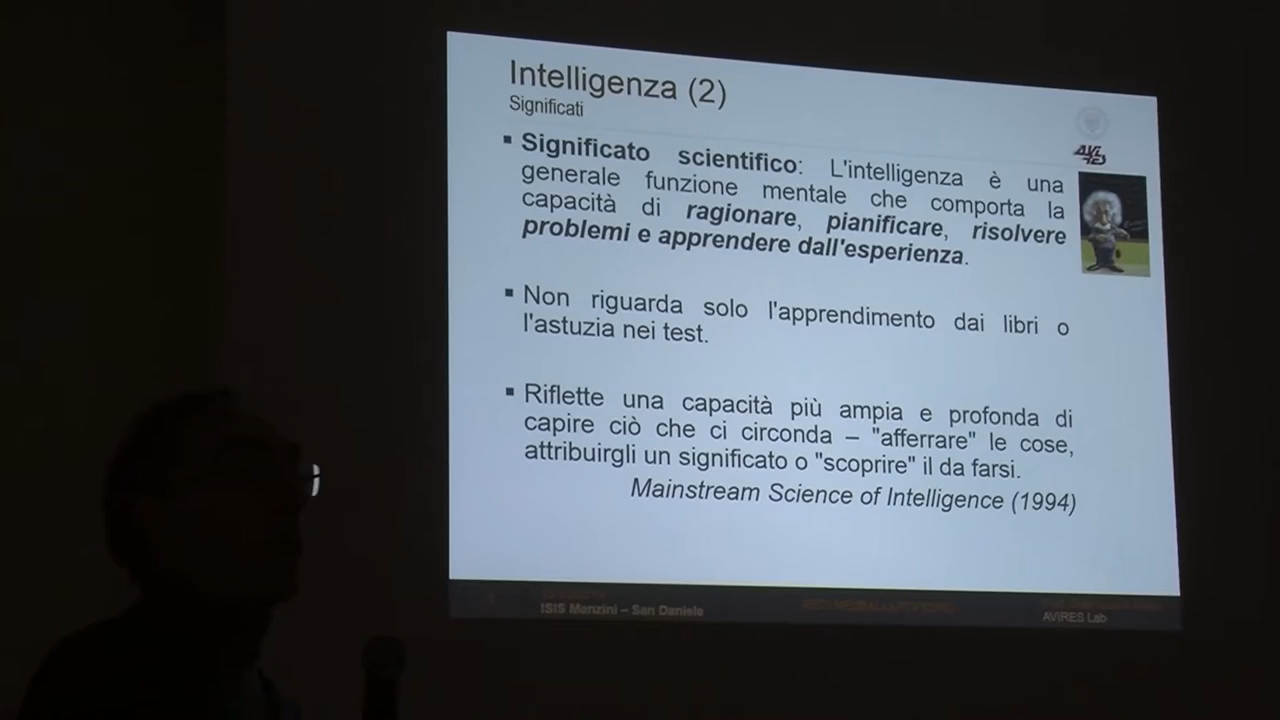 Intelligenza (2)
Significati
▪ Significato scientifico: L'intelligenza è una
generale funzione mentale che comporta la
capacità di ragionare, pianificare, risolvere
problemi e apprendere dall'esperienza.
▪ Non riguarda solo l'apprendimento dai libri o
l'astuzia nei test.
▪ Riflette una capacità più ampia e profonda di
capire ciò che ci circonda – "afferrare" le cose,
attribuirgli un significato o "scoprire" il da farsi.
Mainstream Science of Intelligence (1994)
AVIRES
ISIS Manzini – San Daniele
AVIRES Lab